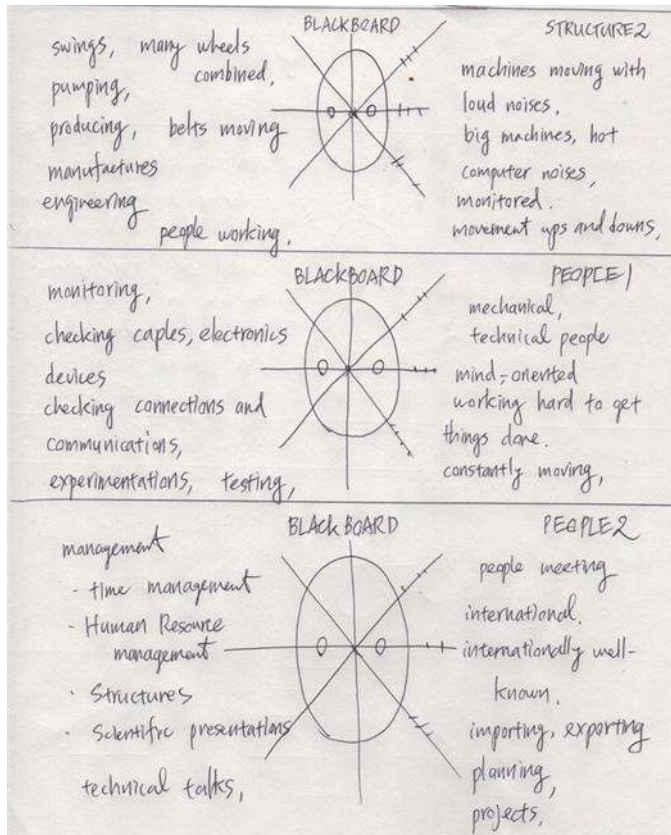 BLACKBOARD
STRUCTURE2
swings, many wheels
combined,
pumping,
producing, belts moving
manufactures
engineering
people working,
machines moving with
loud noises,
big machines, hot
computer noises,
monitored.
movement ups and downs,
BLACKBOARD
PEOPLE1
monitoring,
checking caples, electronics
devices
checking connections and
communications,
experimentations, testing,
mechanical,
technical people
mind-oriented
working hard to get
things done.
constantly moving,
BLACKBOARD
PEOPLE2
management
- time management
- Human Resource
management
· Structures
· Scientific presentations
technical talks,
people meeting
international.
internationally well-
known.
importing, exporting
planning,
projects,